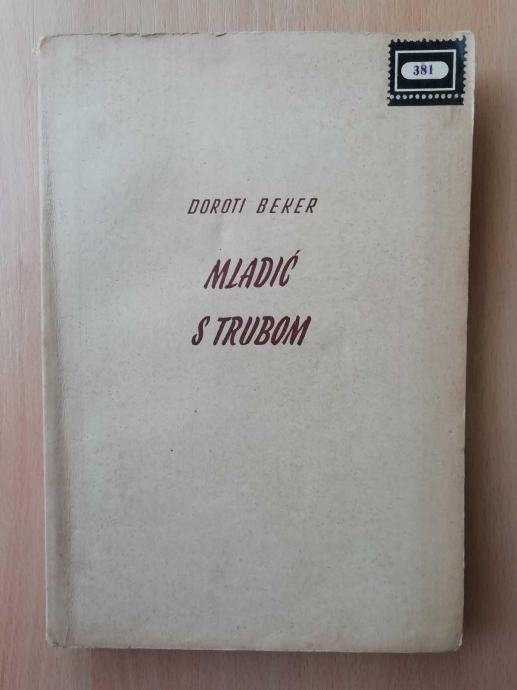 381
DOROTI BEKER
MLADIĆ
S TRUBOM